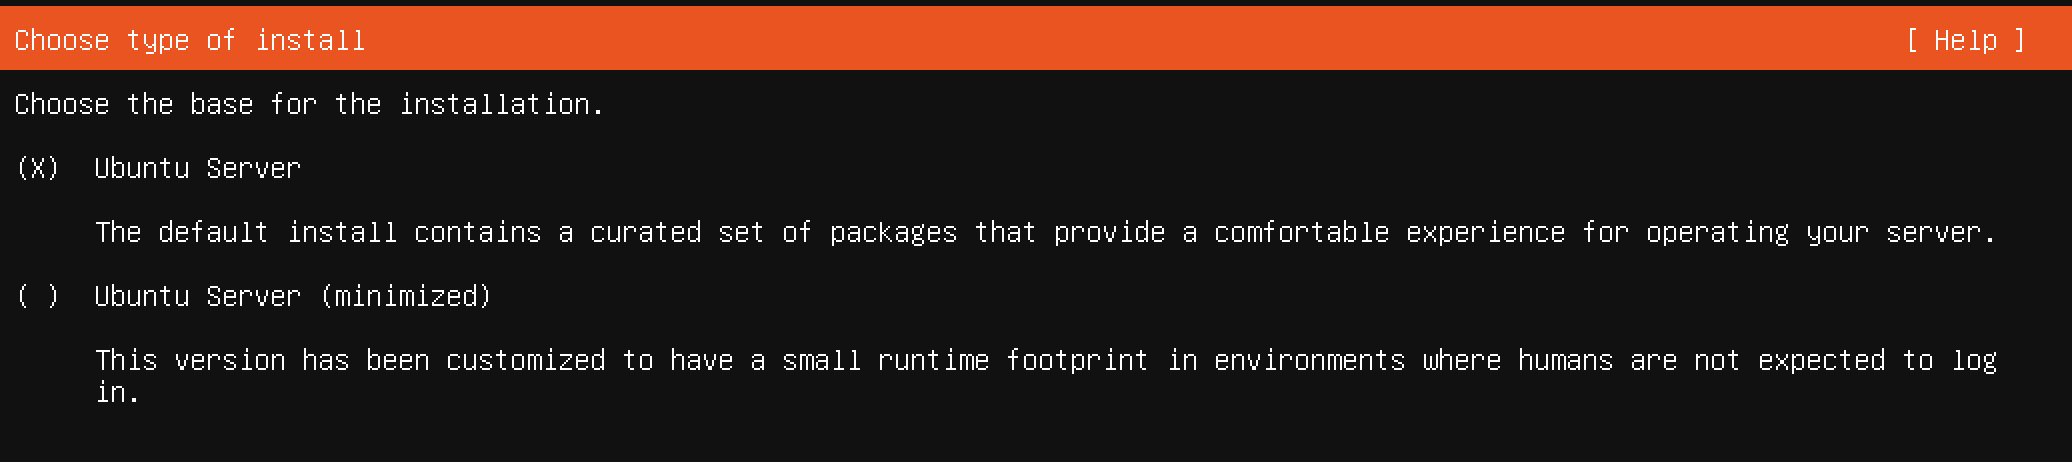 Choose type of install [ Help ]
Choose the base for the installation.
(X) Ubuntu Server
The default install contains a curated set of packages that provide a comfortable experience for operating your server.
( ) Ubuntu Server (minimized)
This version has been customized to have a small runtime footprint in environments where humans are not expected to log
in.